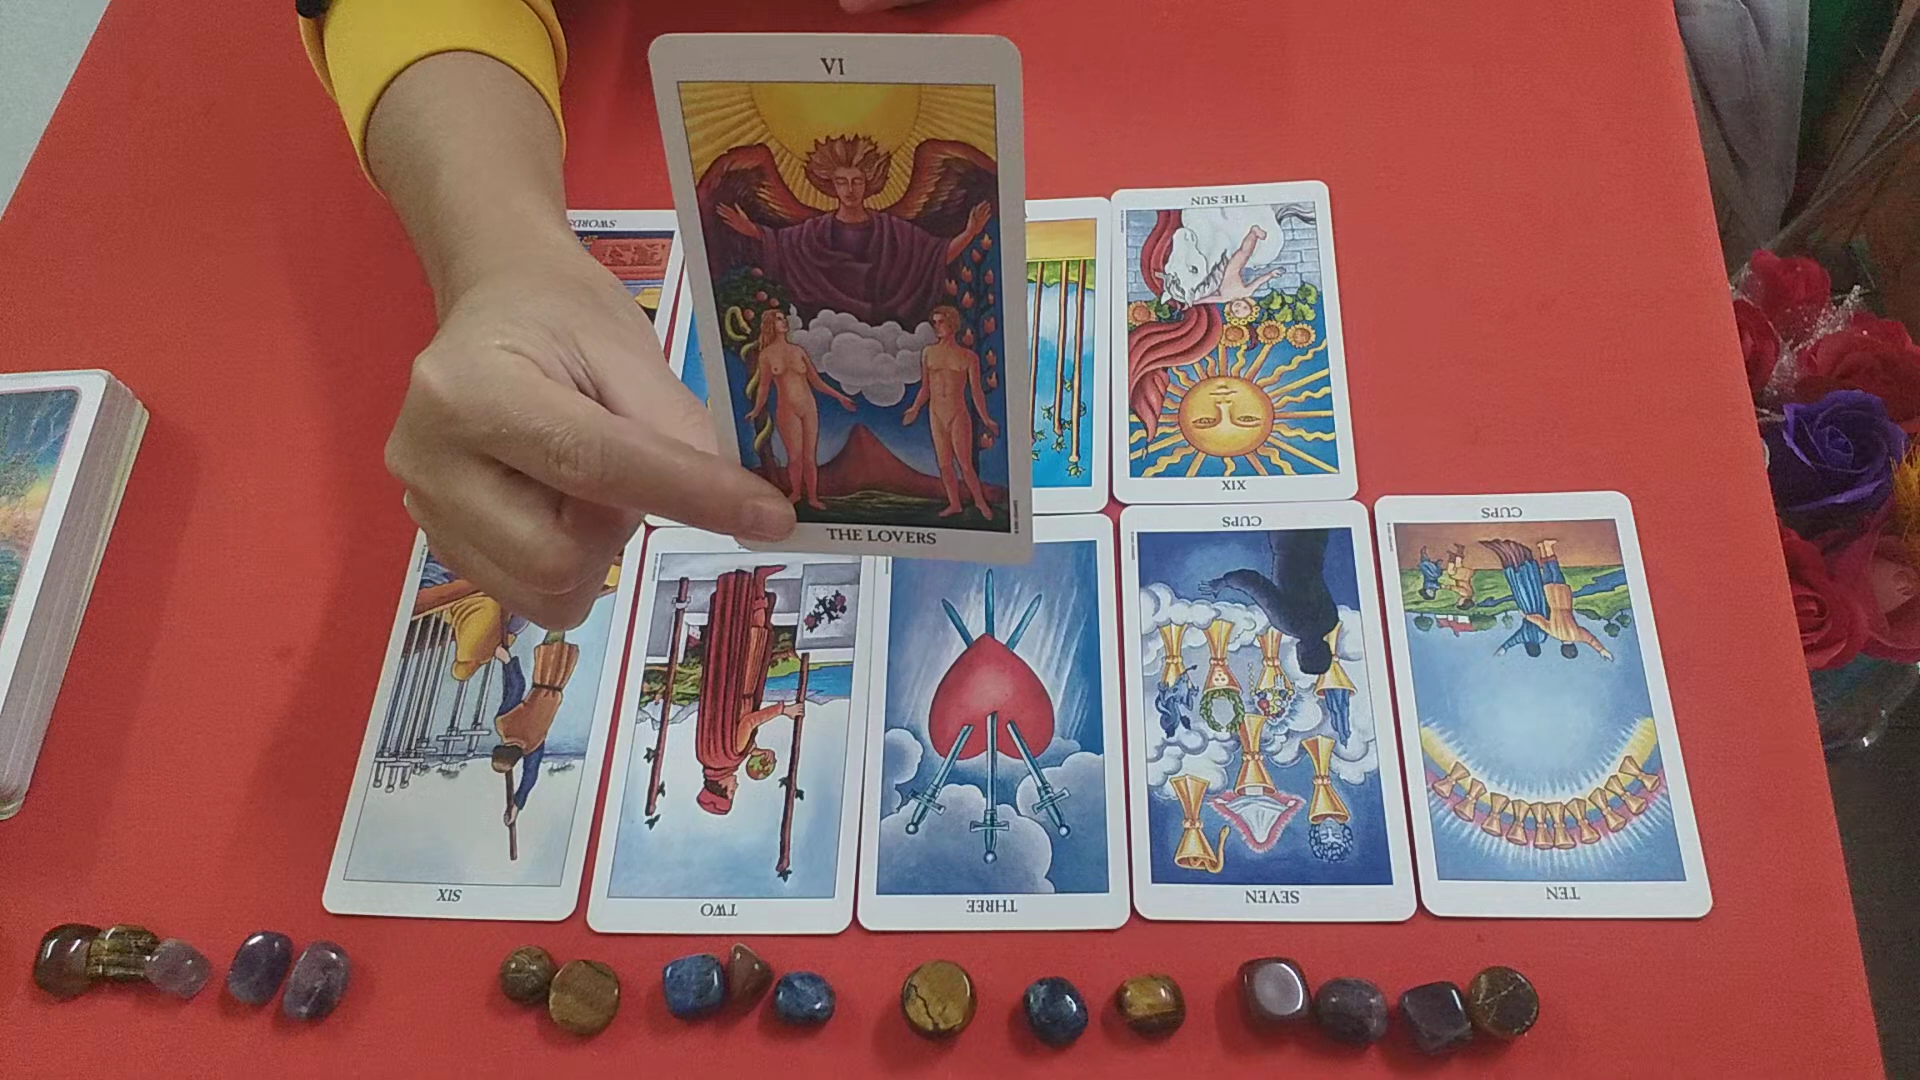 VI
THE LOVERS
SWORDS
THE SUN
XIX
CUPS
CUPS
SIX
TWO
THREE
SEVEN
TEN